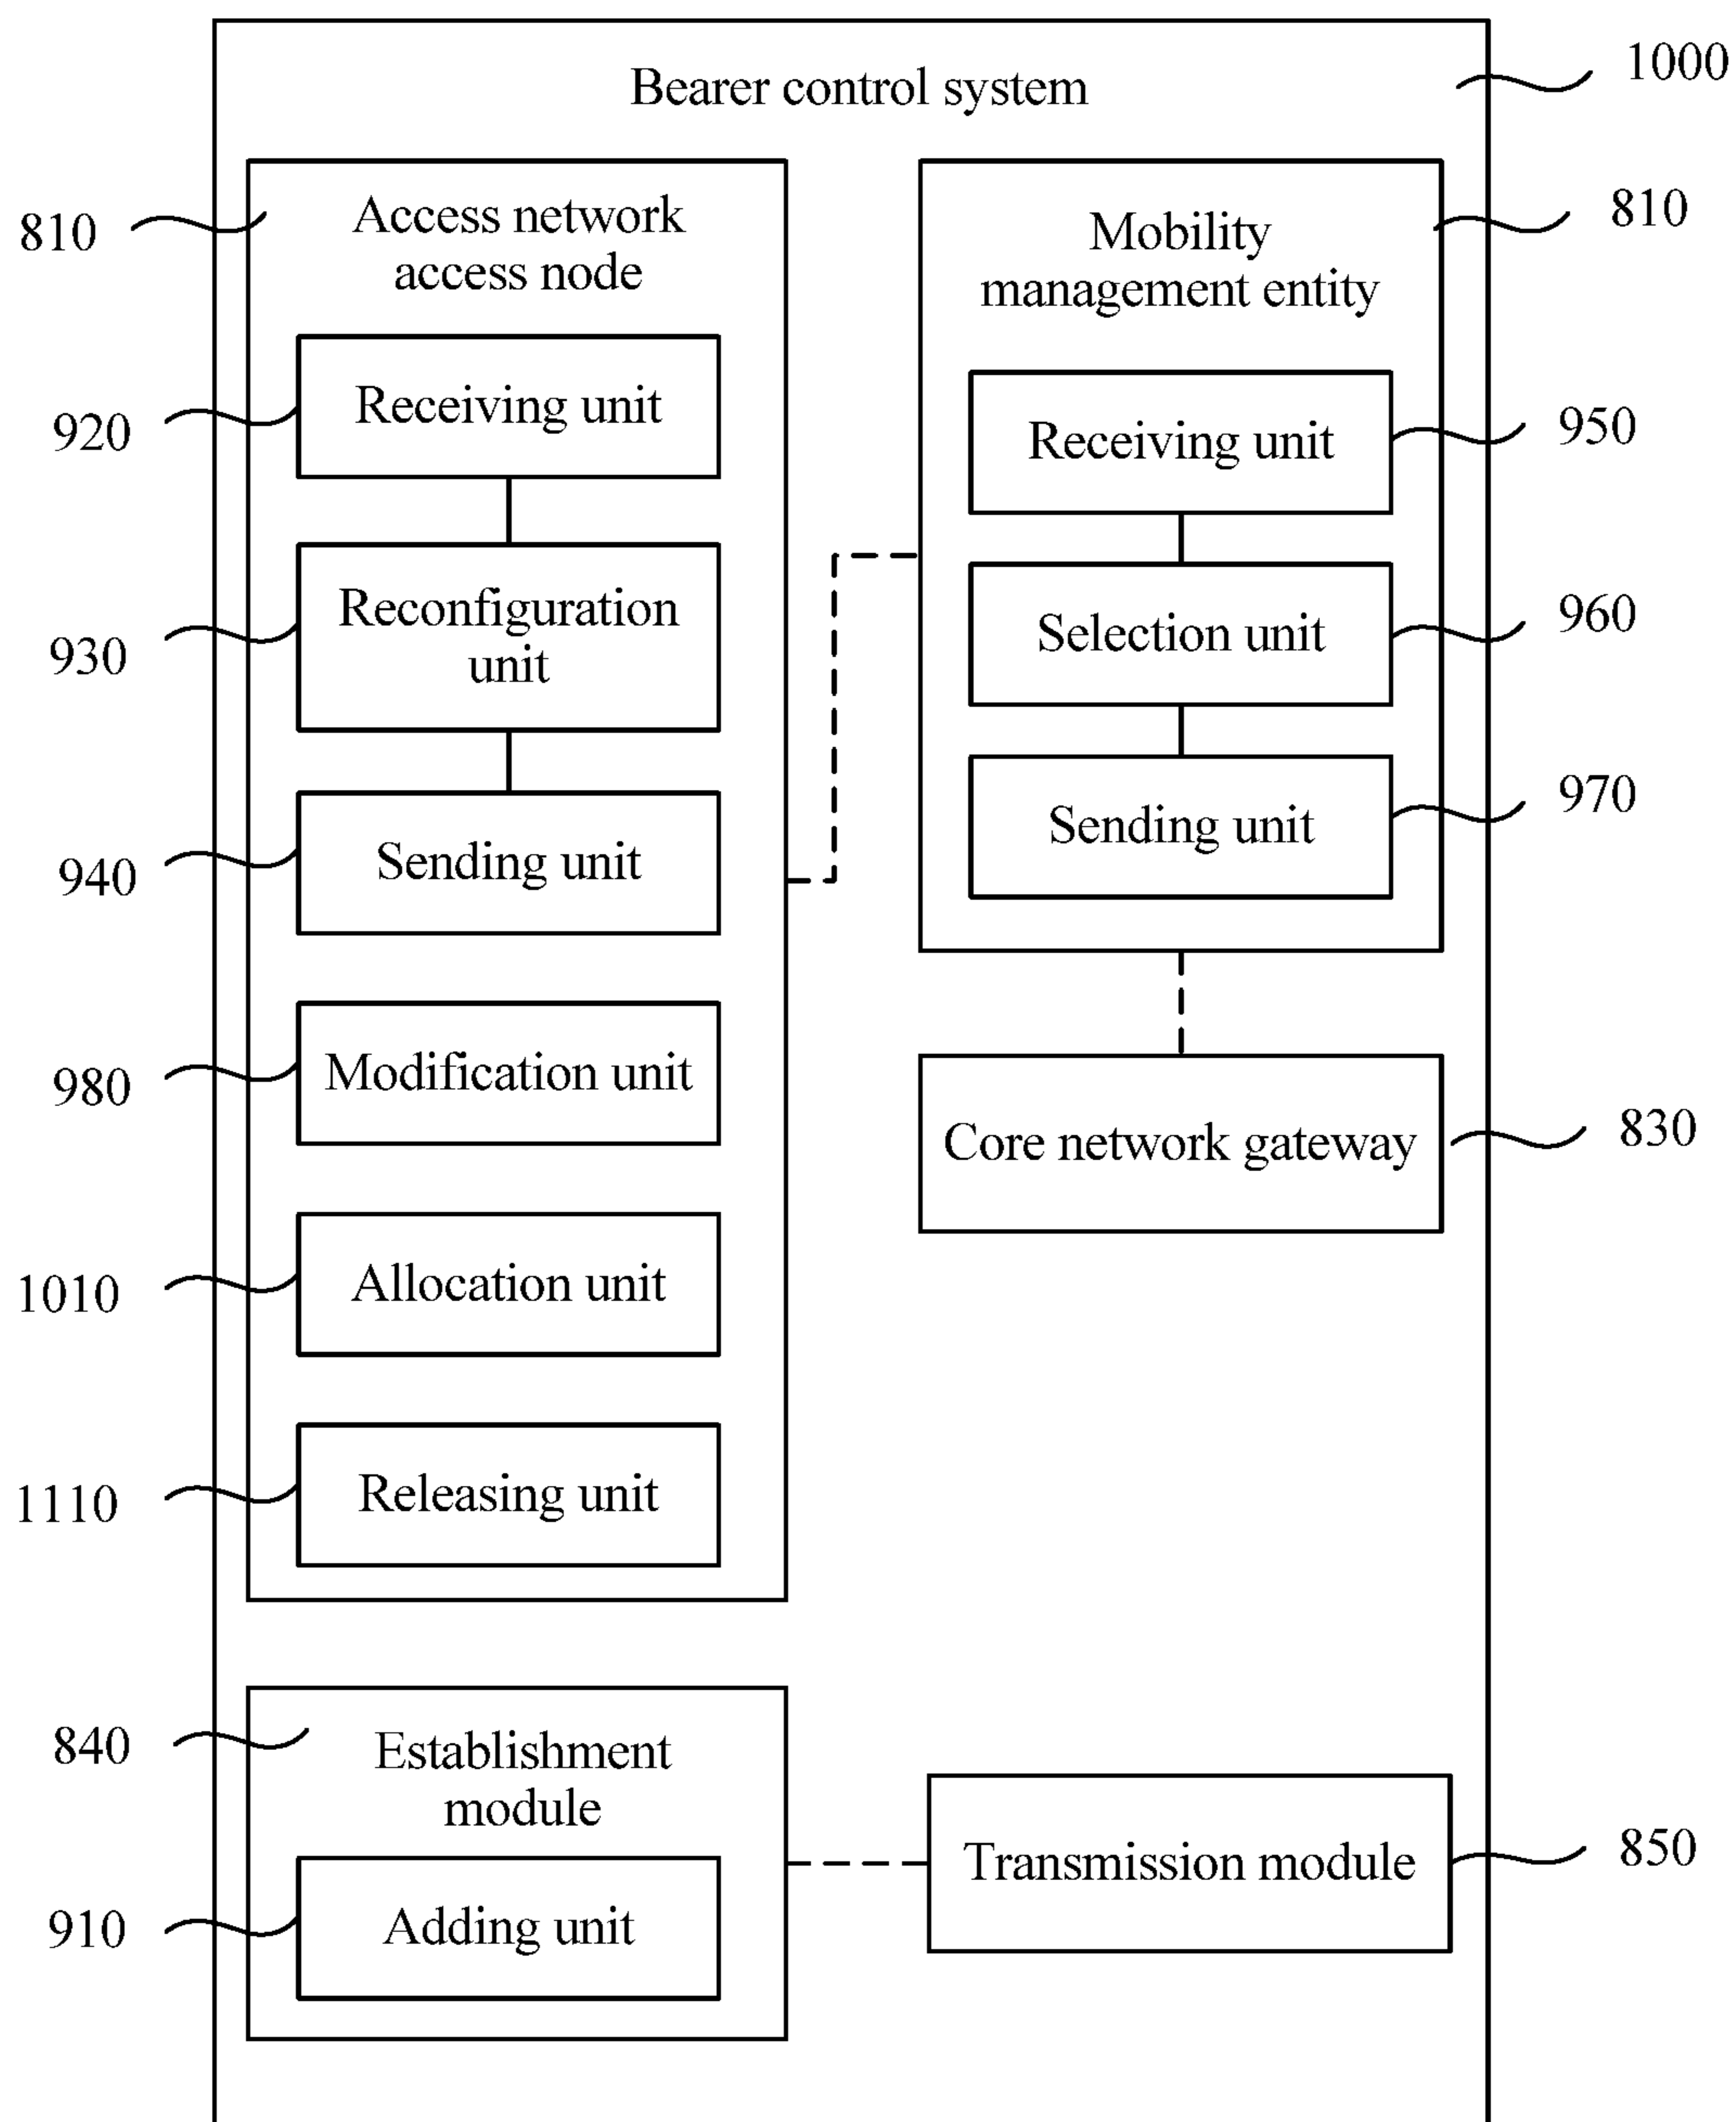 Bearer control system
1000
810
Access network
access node
920
Receiving unit
930
Reconfiguration
unit
940
Sending unit
980
Modification unit
1010
Allocation unit
1110
Releasing unit
810
Mobility
management entity
Receiving unit
950
Selection unit
960
Sending unit
970
Core network gateway
830
840
Establishment
module
910
Adding unit
Transmission module
850